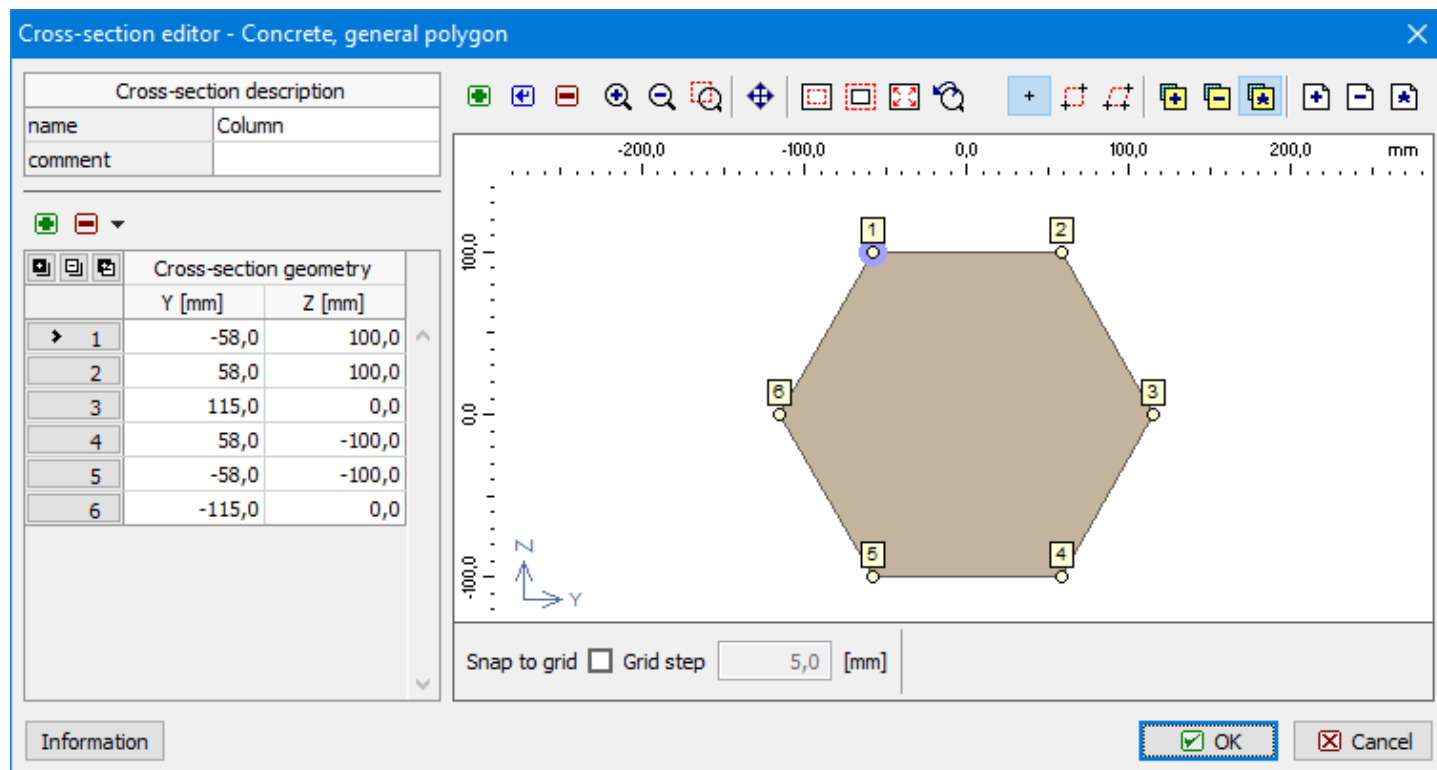 Cross-section editor - Concrete, general polygon
Cross-section description
name Column
comment
Cross-section geometry
Y [mm] Z [mm]
1 -58,0 100,0
2 58,0 100,0
3 115,0 0,0
4 58,0 -100,0
5 -58,0 -100,0
6 -115,0 0,0
-200,0 -100,0 0,0 100,0 200,0 mm
100,0
0,0
-100,0
1 2
6 3
5 4
Z
Y
Snap to grid Grid step 5,0 [mm]
Information OK Cancel